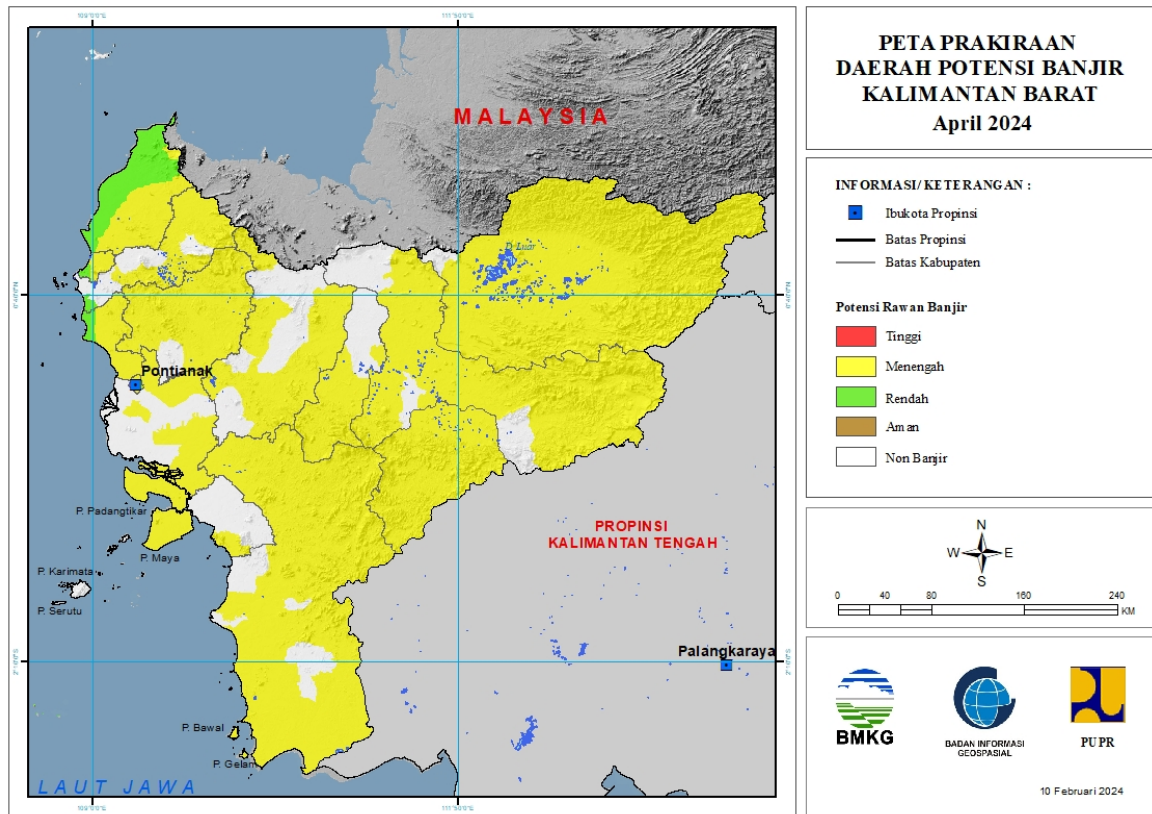 PETA PRAKIRAAN
DAERAH POTENSI BANJIR
KALIMANTAN BARAT
April 2024
INFORMASI/ KETERANGAN :
Ibukota Propinsi
Batas Propinsi
Batas Kabupaten
Potensi Rawan Banjir
Tinggi
Menengah
Rendah
Aman
Non Banjir
N
W E
S
0 40 80 160 240
KM
BMKG
BADAN INFORMASI
GEOSPASIAL
PUPR
10 Februari 2024
MALAYSIA
D. Luar
Pontianak
P. Padangtikar
P. Maya
P. Karimata
P. Serutu
PROPINSI
KALIMANTAN TENGAH
Palangkaraya
P. Bawal
P. Gelam
LAUT JAWA